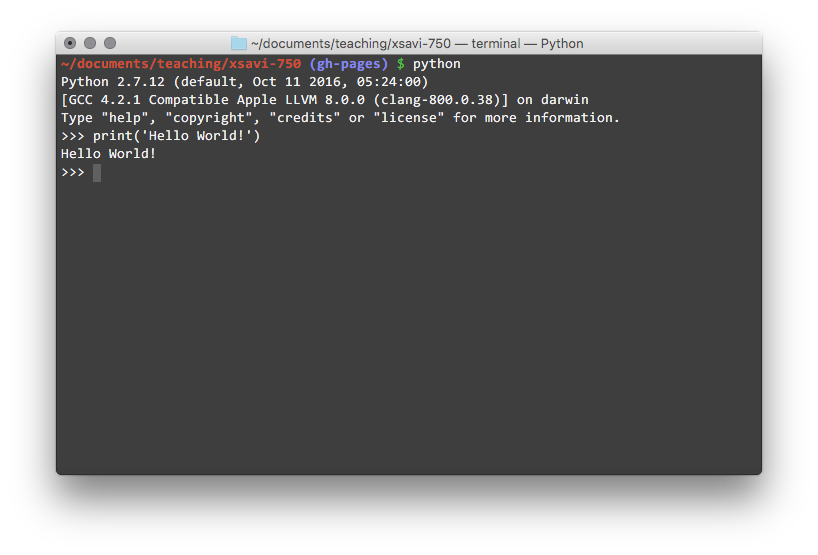 ~/documents/teaching/xsavi-750 — terminal — Python
~/documents/teaching/xsavi-750 (gh-pages) $ python
Python 2.7.12 (default, Oct 11 2016, 05:24:00)
[GCC 4.2.1 Compatible Apple LLVM 8.0.0 (clang-800.0.38)] on darwin
Type "help", "copyright", "credits" or "license" for more information.
>>> print('Hello World!')
Hello World!
>>>